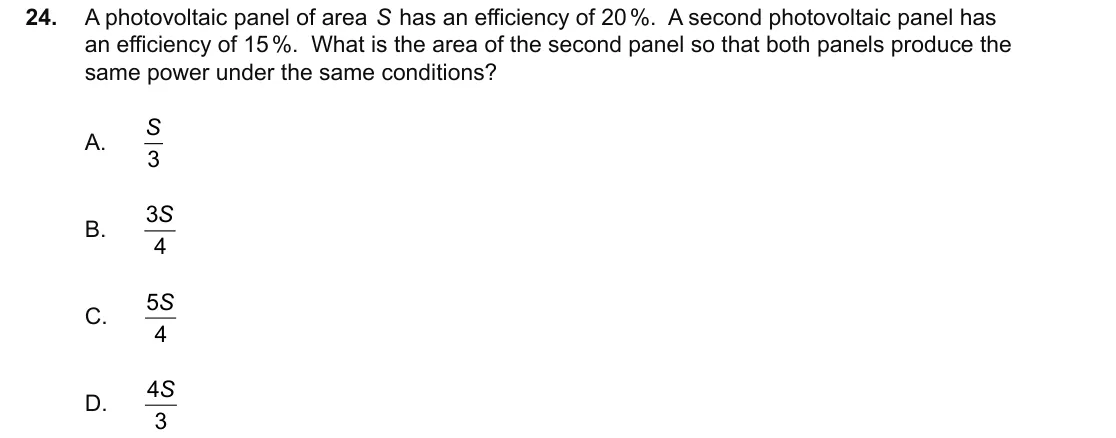 24. A photovoltaic panel of area S has an efficiency of 20 %. A second photovoltaic panel has
an efficiency of 15 %. What is the area of the second panel so that both panels produce the
same power under the same conditions?
A. S
3
B. 3S
4
C. 5S
4
D. 4S
3